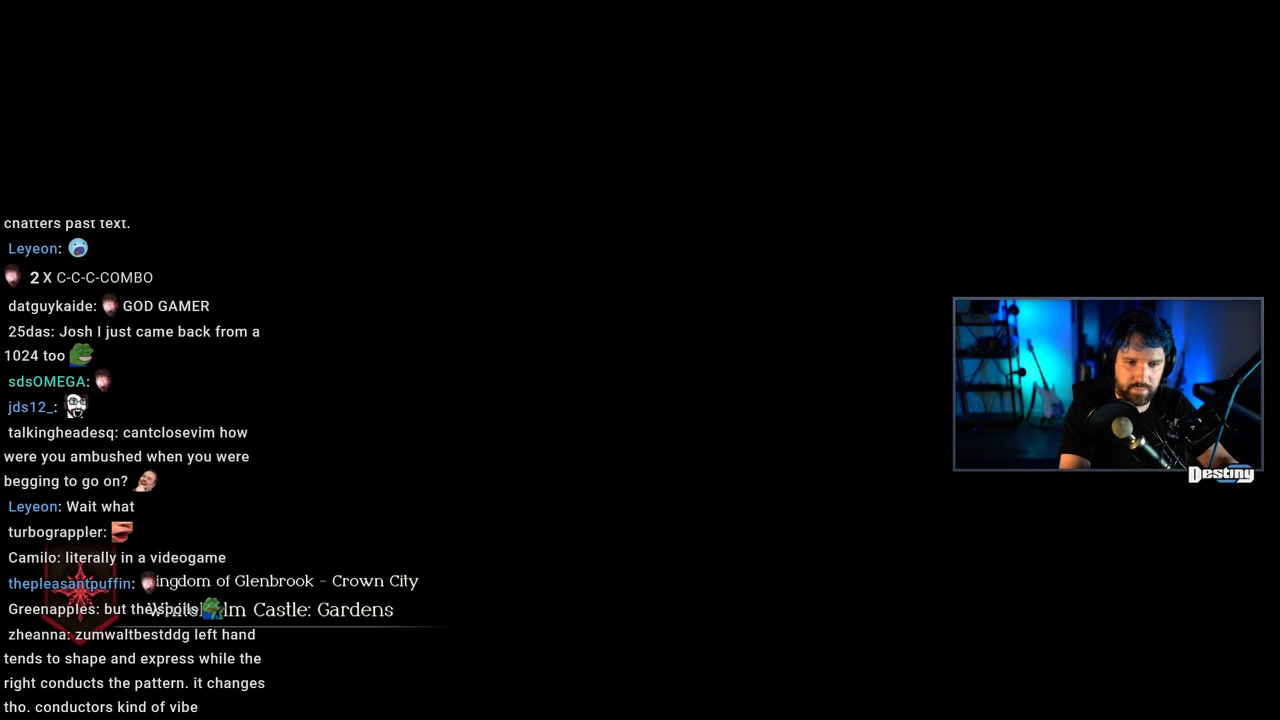 chatters past text.
Leyeon:
2 X C-C-C-COMBO
datguykaide: GOD GAMER
25das: Josh I just came back from a
1024 too
sdsOMEGA:
jds12_:
talkingheadesq: cantclosevim how
were you ambushed when you were
begging to go on?
Leyeon: Wait what
turbograppler:
Camilo: literally in a videogame
thepleasantpuffin:
ingdom of Glenbrook - Crown City
Greenapples: but the
lm Castle: Gardens
zheanna: zumwaltbestddg left hand
tends to shape and express while the
right conducts the pattern. it changes
tho. conductors kind of vibe
Destiny